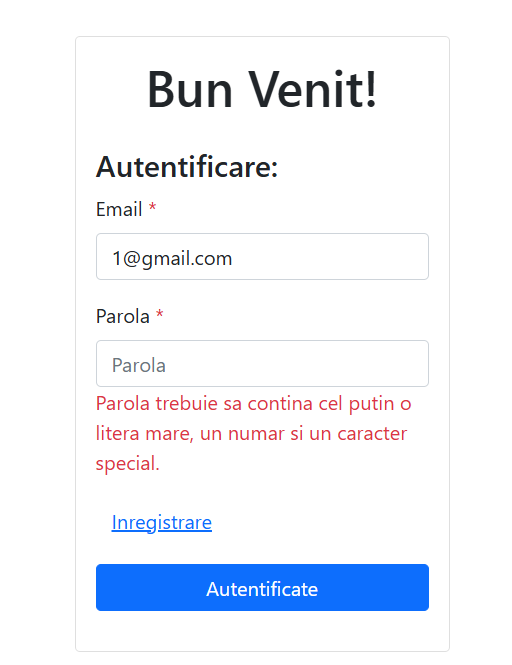 Bun Venit!
Autentificare:
Email *
1@gmail.com
Parola *
Parola
Parola trebuie sa contina cel putin o
litera mare, un numar si un caracter
special.
Inregistrare
Autentificate